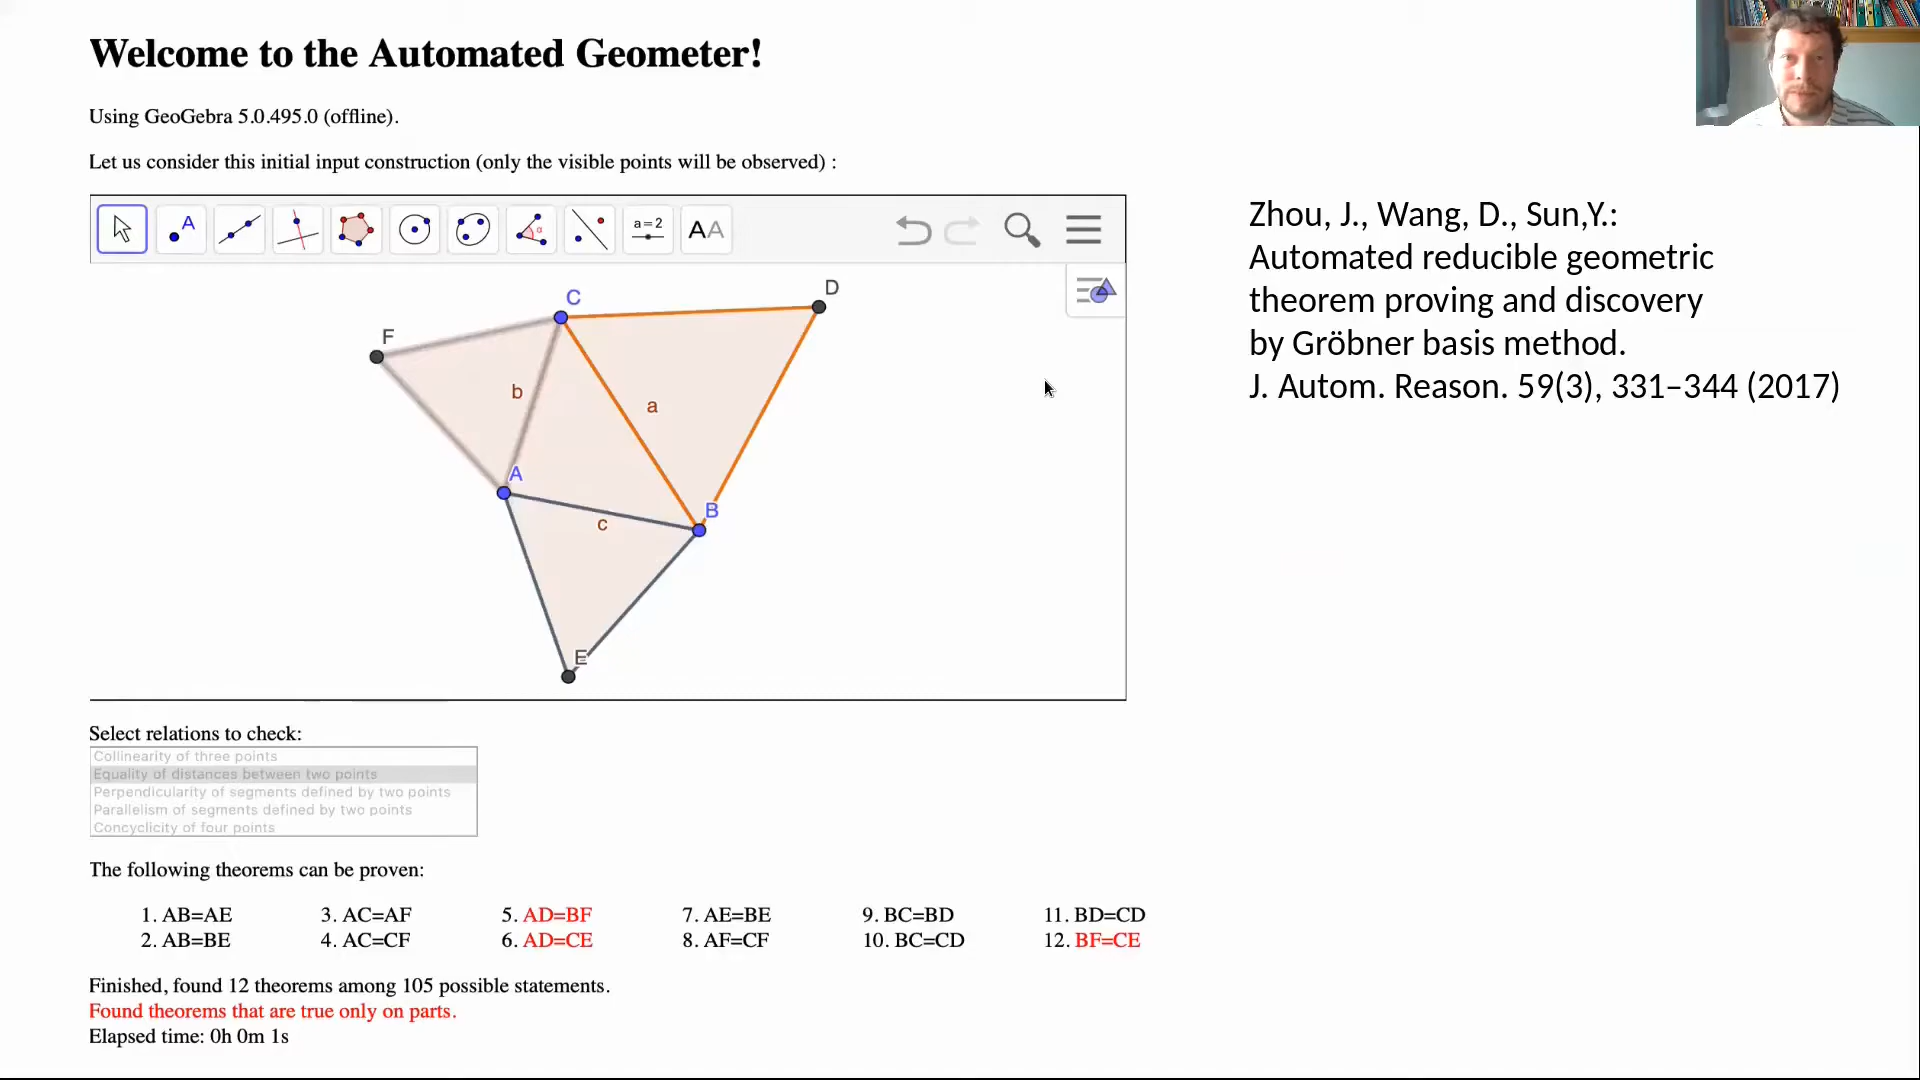 Welcome to the Automated Geometer!
Using GeoGebra 5.0.495.0 (offline).
Let us consider this initial input construction (only the visible points will be observed) :
A
α
a=2
AA
C
D
F
b
a
A
B
c
E
Zhou, J., Wang, D., Sun,Y.:
Automated reducible geometric
theorem proving and discovery
by Gröbner basis method.
J. Autom. Reason. 59(3), 331–344 (2017)
Select relations to check:
Collinearity of three points
Equality of distances between two points
Perpendicularity of segments defined by two points
Parallelism of segments defined by two points
Concyclicity of four points
The following theorems can be proven:
1. AB=AE 3. AC=AF 5. AD=BF 7. AE=BE 9. BC=BD 11. BD=CD
2. AB=BE 4. AC=CF 6. AD=CE 8. AF=CF 10. BC=CD 12. BF=CE
Finished, found 12 theorems among 105 possible statements.
Found theorems that are true only on parts.
Elapsed time: 0h 0m 1s